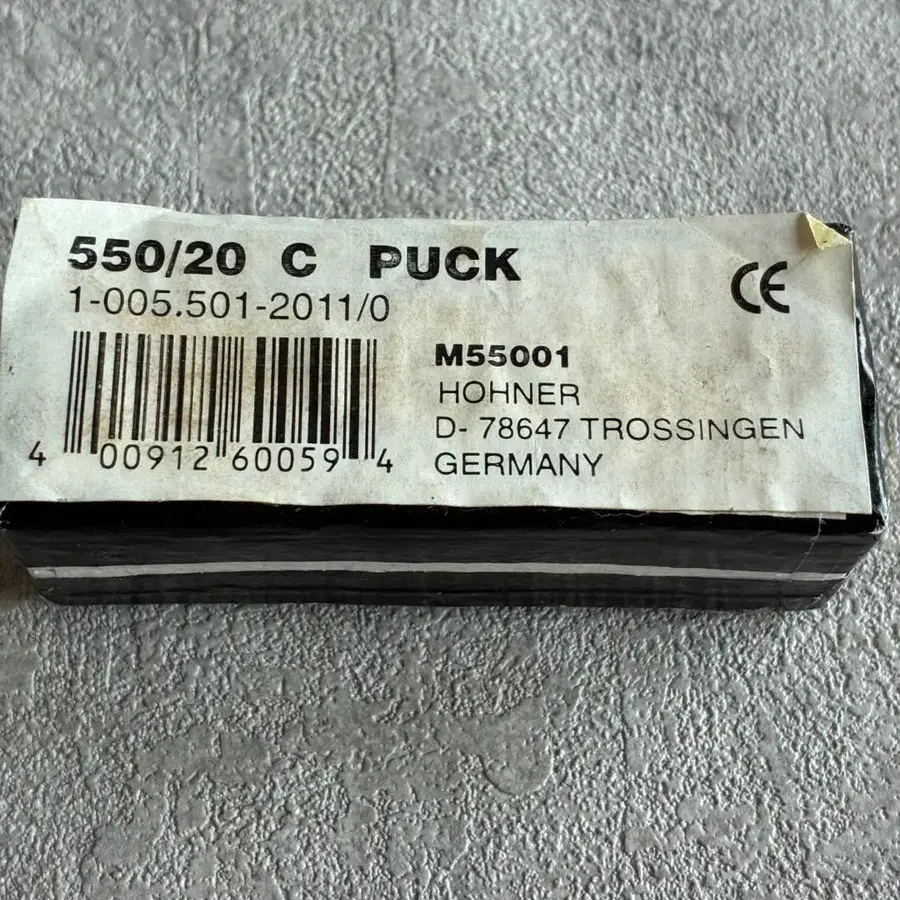 550/20 C PUCK
1-005.501-2011/0
CE
M55001
HOHNER
D- 78647 TROSSINGEN
GERMANY
4 00912 60059 4